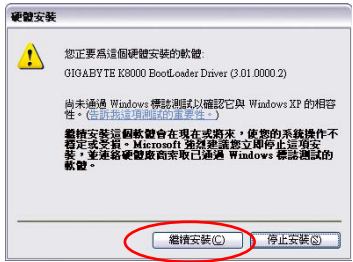 硬體安裝
您正要為這個硬體安裝的軟體:
GIGABYTE K8000 BootLoader Driver (3.01.0000.2)
尚未通過 Windows 標誌測試以確認它與 Windows XP 的相容
性。(告訴我這項測試的重要性。)
繼續安裝這個軟體會在現在或將來，使您的系統操作不
穩定或受損。Microsoft 強烈建議您立即停止這項安
裝，並連絡硬體廠商索取已通過 Windows 標誌測試的
軟體。
繼續安裝(C)
停止安裝(S)